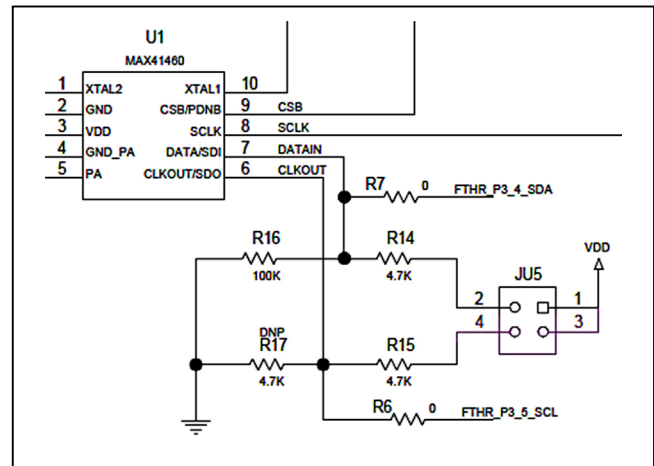 U1
MAX41460
1 XTAL2 XTAL1 10
2 GND CSB/PDNB 9 CSB
3 VDD SCLK 8 SCLK
4 GND_PA DATA/SDI 7 DATAIN
5 PA CLKOUT/SDO 6 CLKOUT
R7 0 FTHR_P3_4_SDA
R16 R14 VDD
100K 4.7K JU5
2 1
4 3
DNP
R17 R15
4.7K 4.7K
R6 0 FTHR_P3_5_SCL